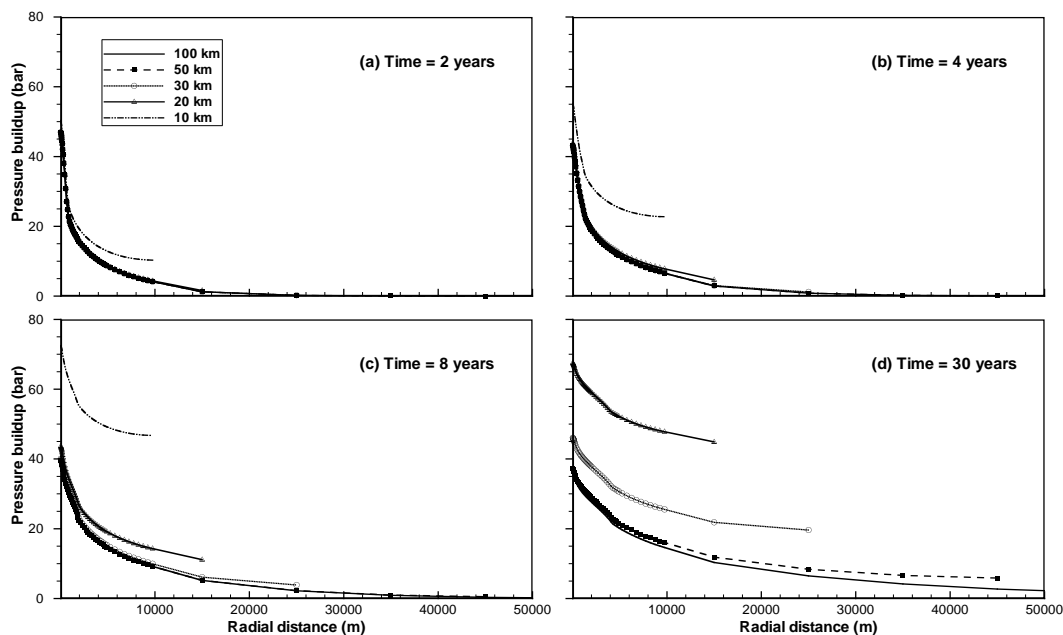 Pressure buildup (bar)
80
60
40
20
0
100 km
50 km
30 km
20 km
10 km
(a) Time = 2 years
(b) Time = 4 years
Pressure buildup (bar)
80
60
40
20
0
(c) Time = 8 years
(d) Time = 30 years
10000 20000 30000 40000 50000
10000 20000 30000 40000 50000
Radial distance (m)
Radial distance (m)